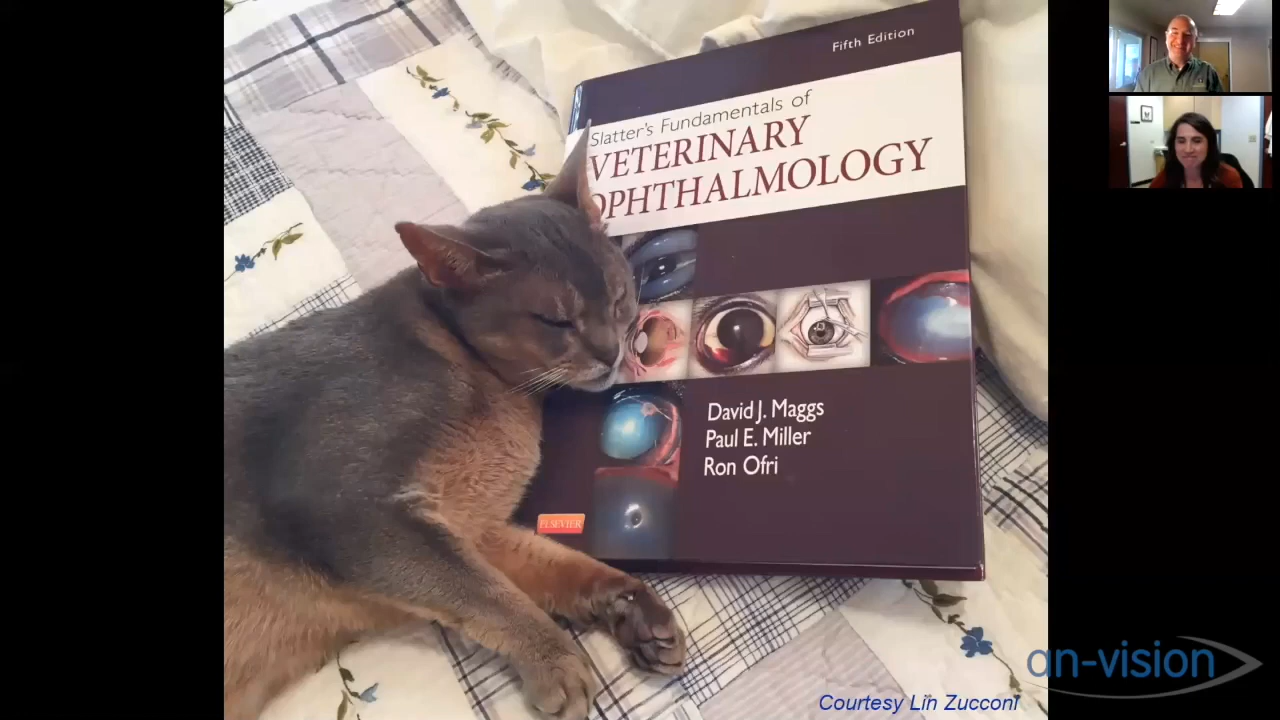 Fifth Edition
Slatter's Fundamentals of
VETERINARY
OPHTHALMOLOGY
David J. Maggs
Paul E. Miller
Ron Ofri
ELSEVIER
an-vision
Courtesy Lin Zucconi